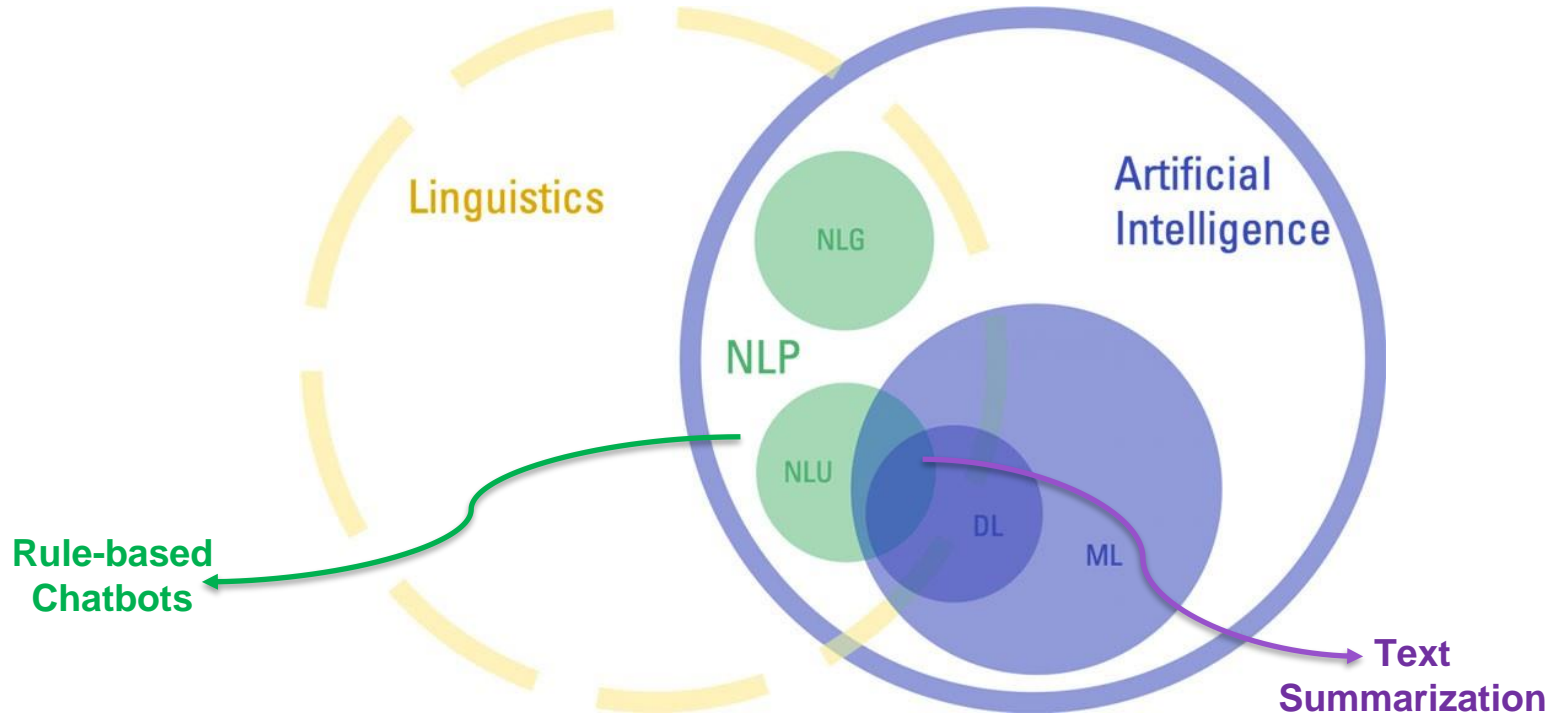 Linguistics
Artificial
Intelligence
NLG
NLP
NLU
DL
ML
Rule-based
Chatbots
Text
Summarization